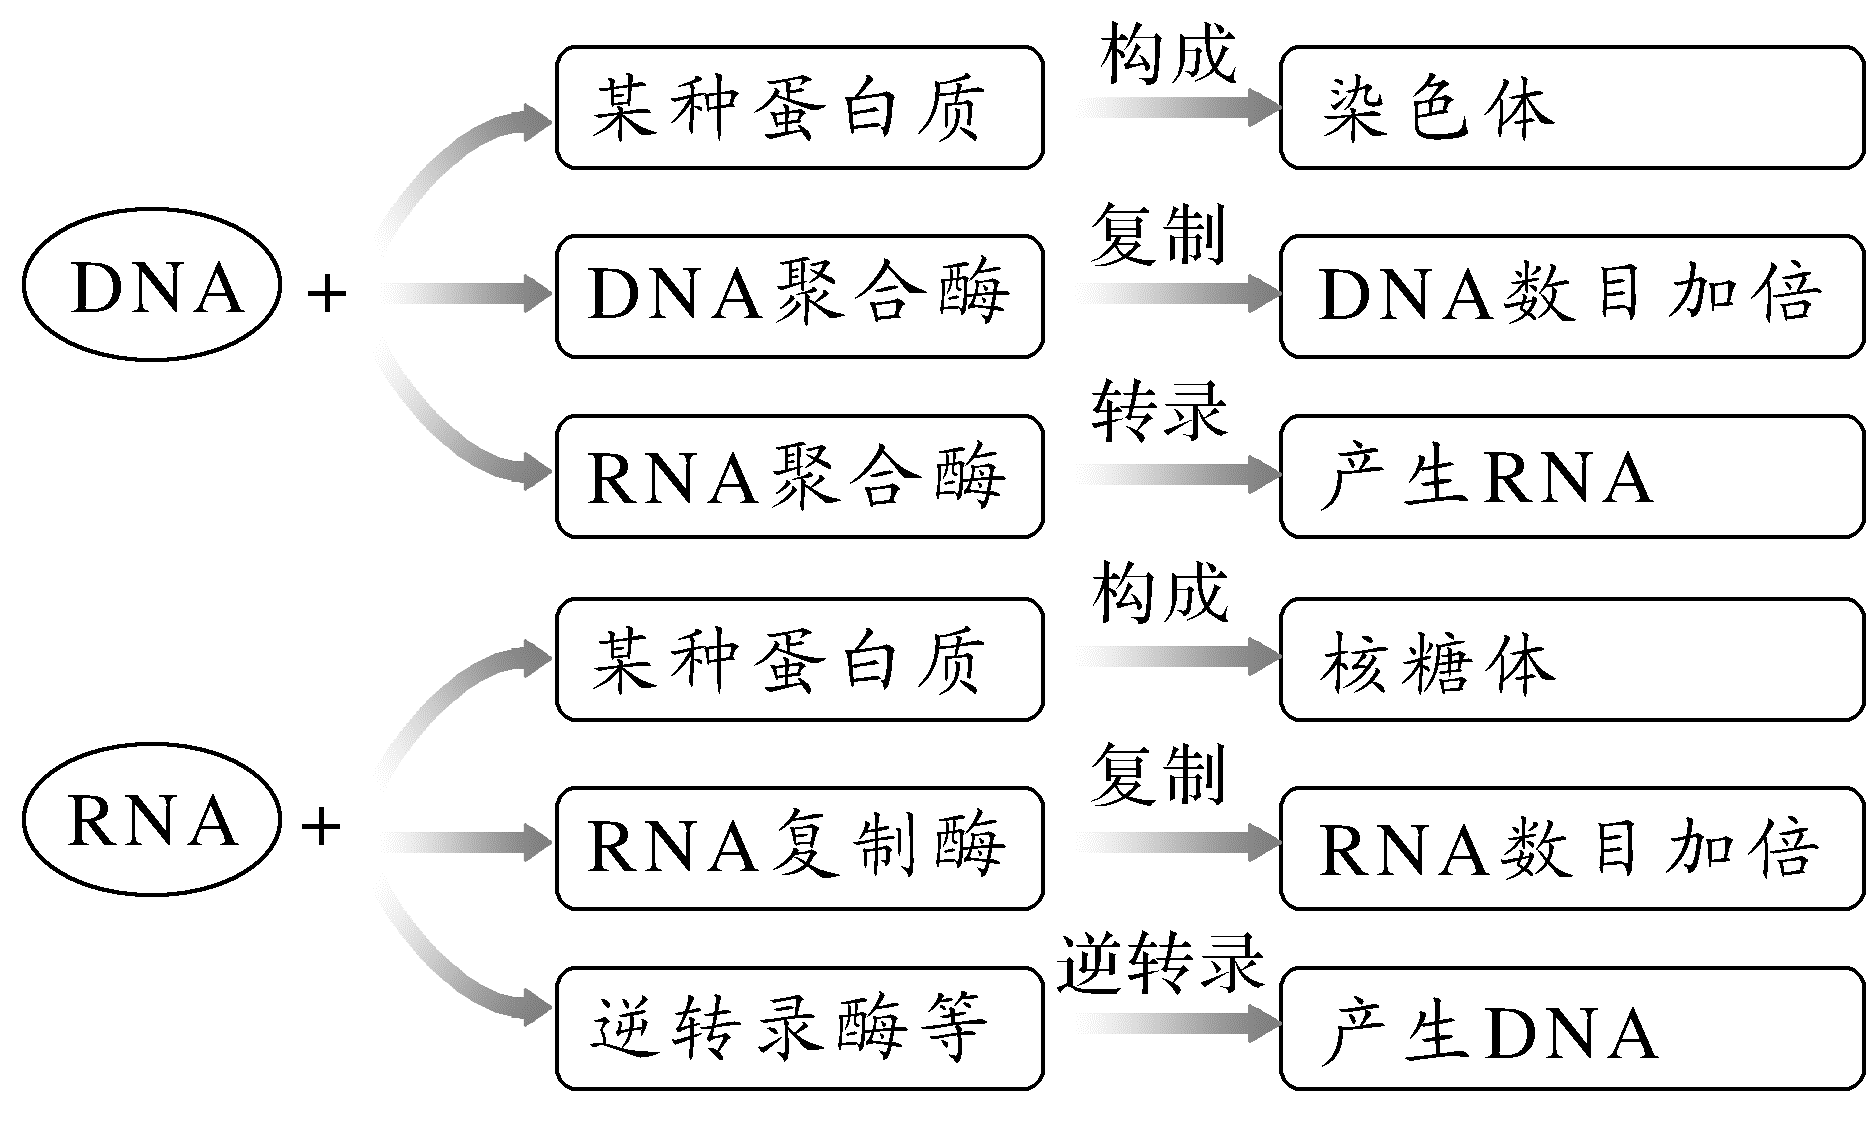 构成
某种蛋白质
染色体
复制
DNA
+
DNA聚合酶
DNA数目加倍
转录
RNA聚合酶
产生RNA
构成
某种蛋白质
核糖体
复制
RNA
+
RNA复制酶
RNA数目加倍
逆转录
逆转录酶等
产生DNA